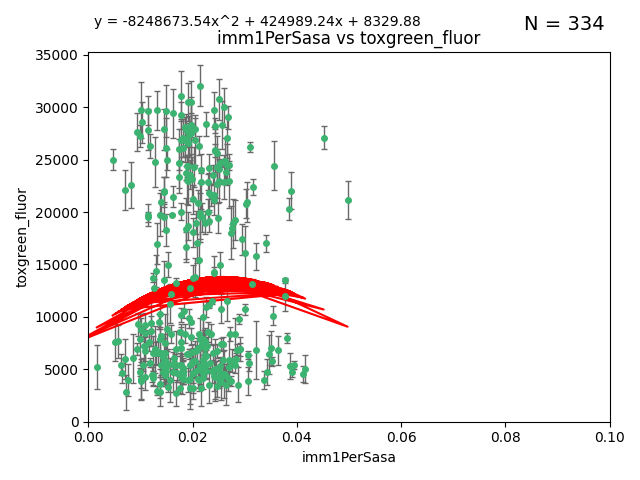 y = -8248673.54x^2 + 424989.24x + 8329.88
N = 334
imm1PerSasa vs toxgreen_fluor
35000
30000
25000
20000
15000
10000
5000
0
toxgreen_fluor
0.00 0.02 0.04 0.06 0.08 0.10
imm1PerSasa